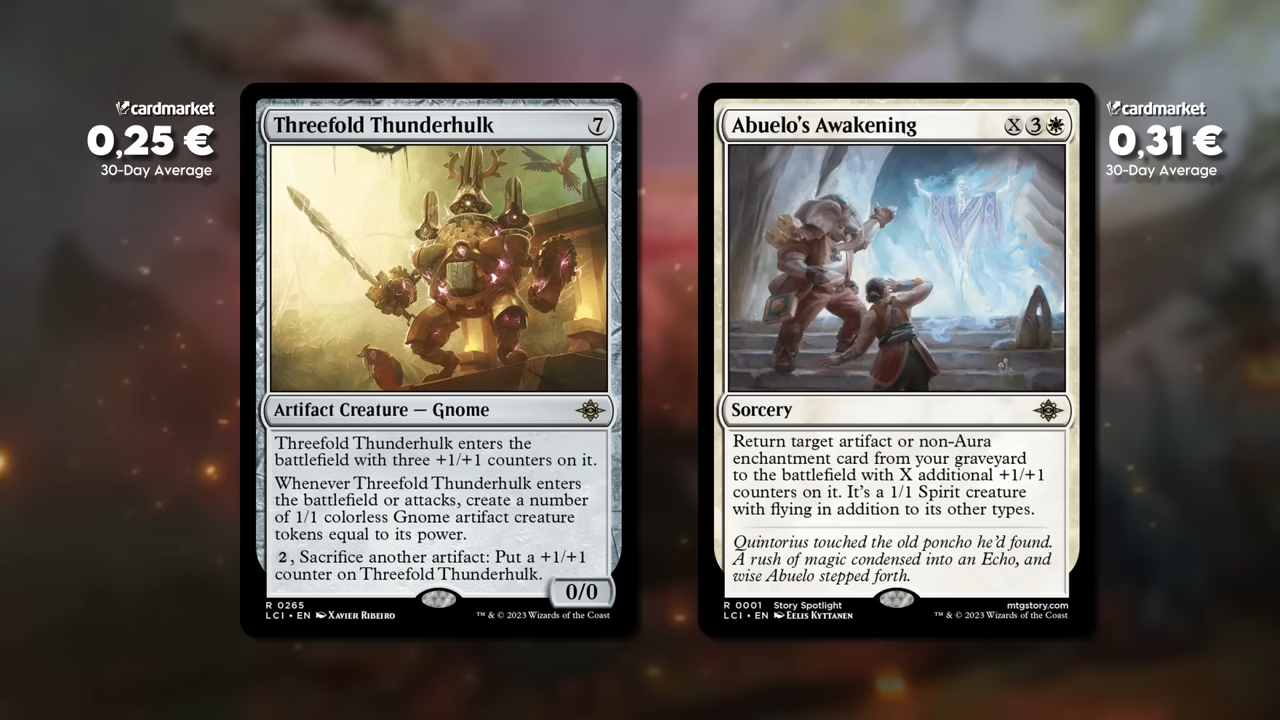 cardmarket
0,25 €
30-Day Average
Threefold Thunderhulk 7
Artifact Creature — Gnome
Threefold Thunderhulk enters the
battlefield with three +1/+1 counters on it.
Whenever Threefold Thunderhulk enters
the battlefield or attacks, create a number
of 1/1 colorless Gnome artifact creature
tokens equal to its power.
2, Sacrifice another artifact: Put a +1/+1
counter on Threefold Thunderhulk.
0/0
R 0265
LCI • EN Xavier Ribeiro
™ & © 2023 Wizards of the Coast
Abuelo's Awakening X 3
Sorcery
Return target artifact or non-Aura
enchantment card from your graveyard
to the battlefield with X additional +1/+1
counters on it. It's a 1/1 Spirit creature
with flying in addition to its other types.
Quintorius touched the old poncho he'd found.
A rush of magic condensed into an Echo, and
wise Abuelo stepped forth.
R 0001 Story Spotlight mtgstory.com
LCI • EN Eelis Kyttanen
™ & © 2023 Wizards of the Coast
cardmarket
0,31 €
30-Day Average